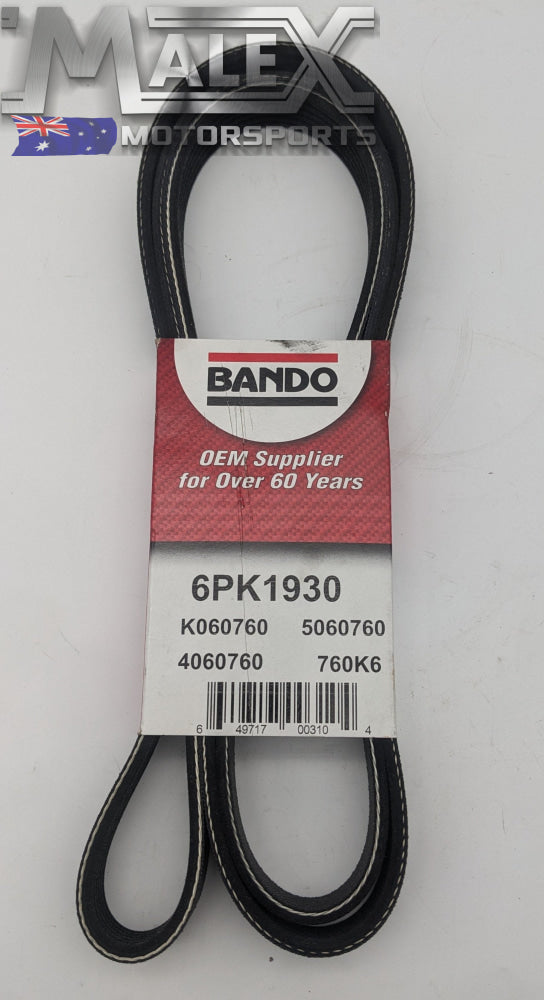 MALEX
MOTORSPORTS
BANDO
OEM Supplier
for Over 60 Years
6PK1930
K060760 5060760
4060760 760K6
6 49717 00310 4